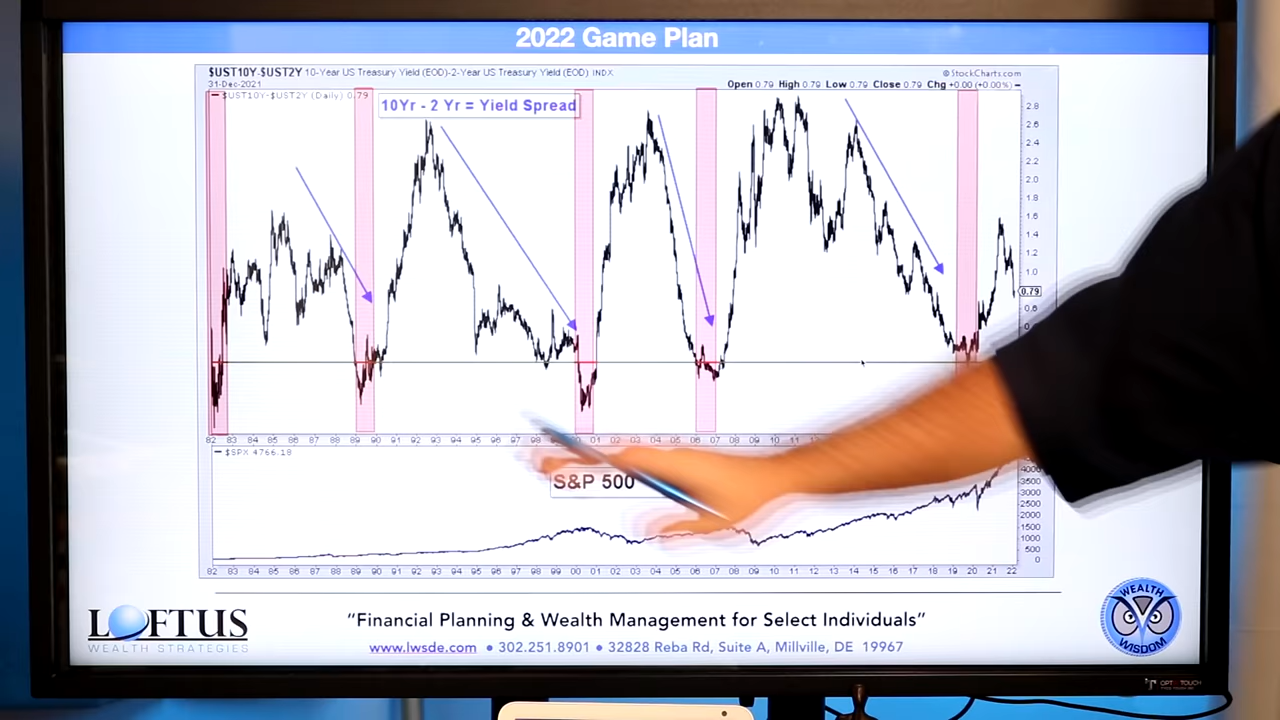 2022 Game Plan
$UST10Y-$UST2Y 10-Year US Treasury Yield (EOD)-2-Year US Treasury Yield (EOD) INDX
© StockCharts.com
31-Dec-2021
Open 0.79 High 0.79 Low 0.79 Close 0.79 Chg +0.00 (+0.00%)
$UST10Y-$UST2Y (Daily) 0.79
10Yr - 2 Yr = Yield Spread
2.8
2.6
2.4
2.2
2.0
1.8
1.6
1.4
1.2
1.0
0.79
0.6
82 83 84 85 86 87 88 89 90 91 92 93 94 95 96 97 98 01 02 03 04 05 06 07 08 09 10 11 12
$SPX 4766.18
S&P 500
4000
3500
3000
2500
2000
1500
1000
500
0
82 83 84 85 86 87 88 89 90 91 92 93 94 95 96 97 98 99 00 01 02 03 04 05 06 07 08 09 10 11 12 13 14 15 16 17 18 19 20 21 22
LOFTUS
WEALTH STRATEGIES
"Financial Planning & Wealth Management for Select Individuals"
www.lwsde.com • 302.251.8901 • 32828 Reba Rd, Suite A, Millville, DE 19967
WEALTH
WISDOM